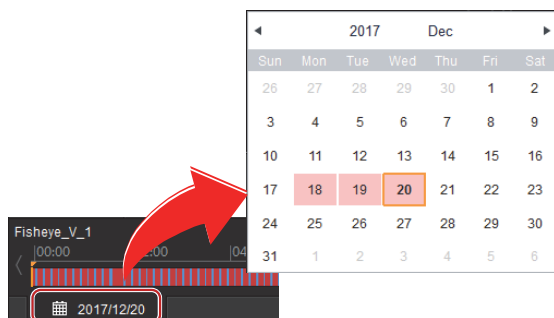 2017 Dec
Sun Mon Tue Wed Thu Fri Sat
26 27 28 29 30 1 2
3 4 5 6 7 8 9
10 11 12 13 14 15 16
17 18 19 20 21 22 23
24 25 26 27 28 29 30
31 1 2 3 4 5 6
Fisheye_V_1
00:00
2017/12/20